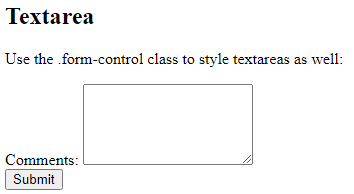 Textarea
Use the .form-control class to style textareas as well:
Comments:
Submit